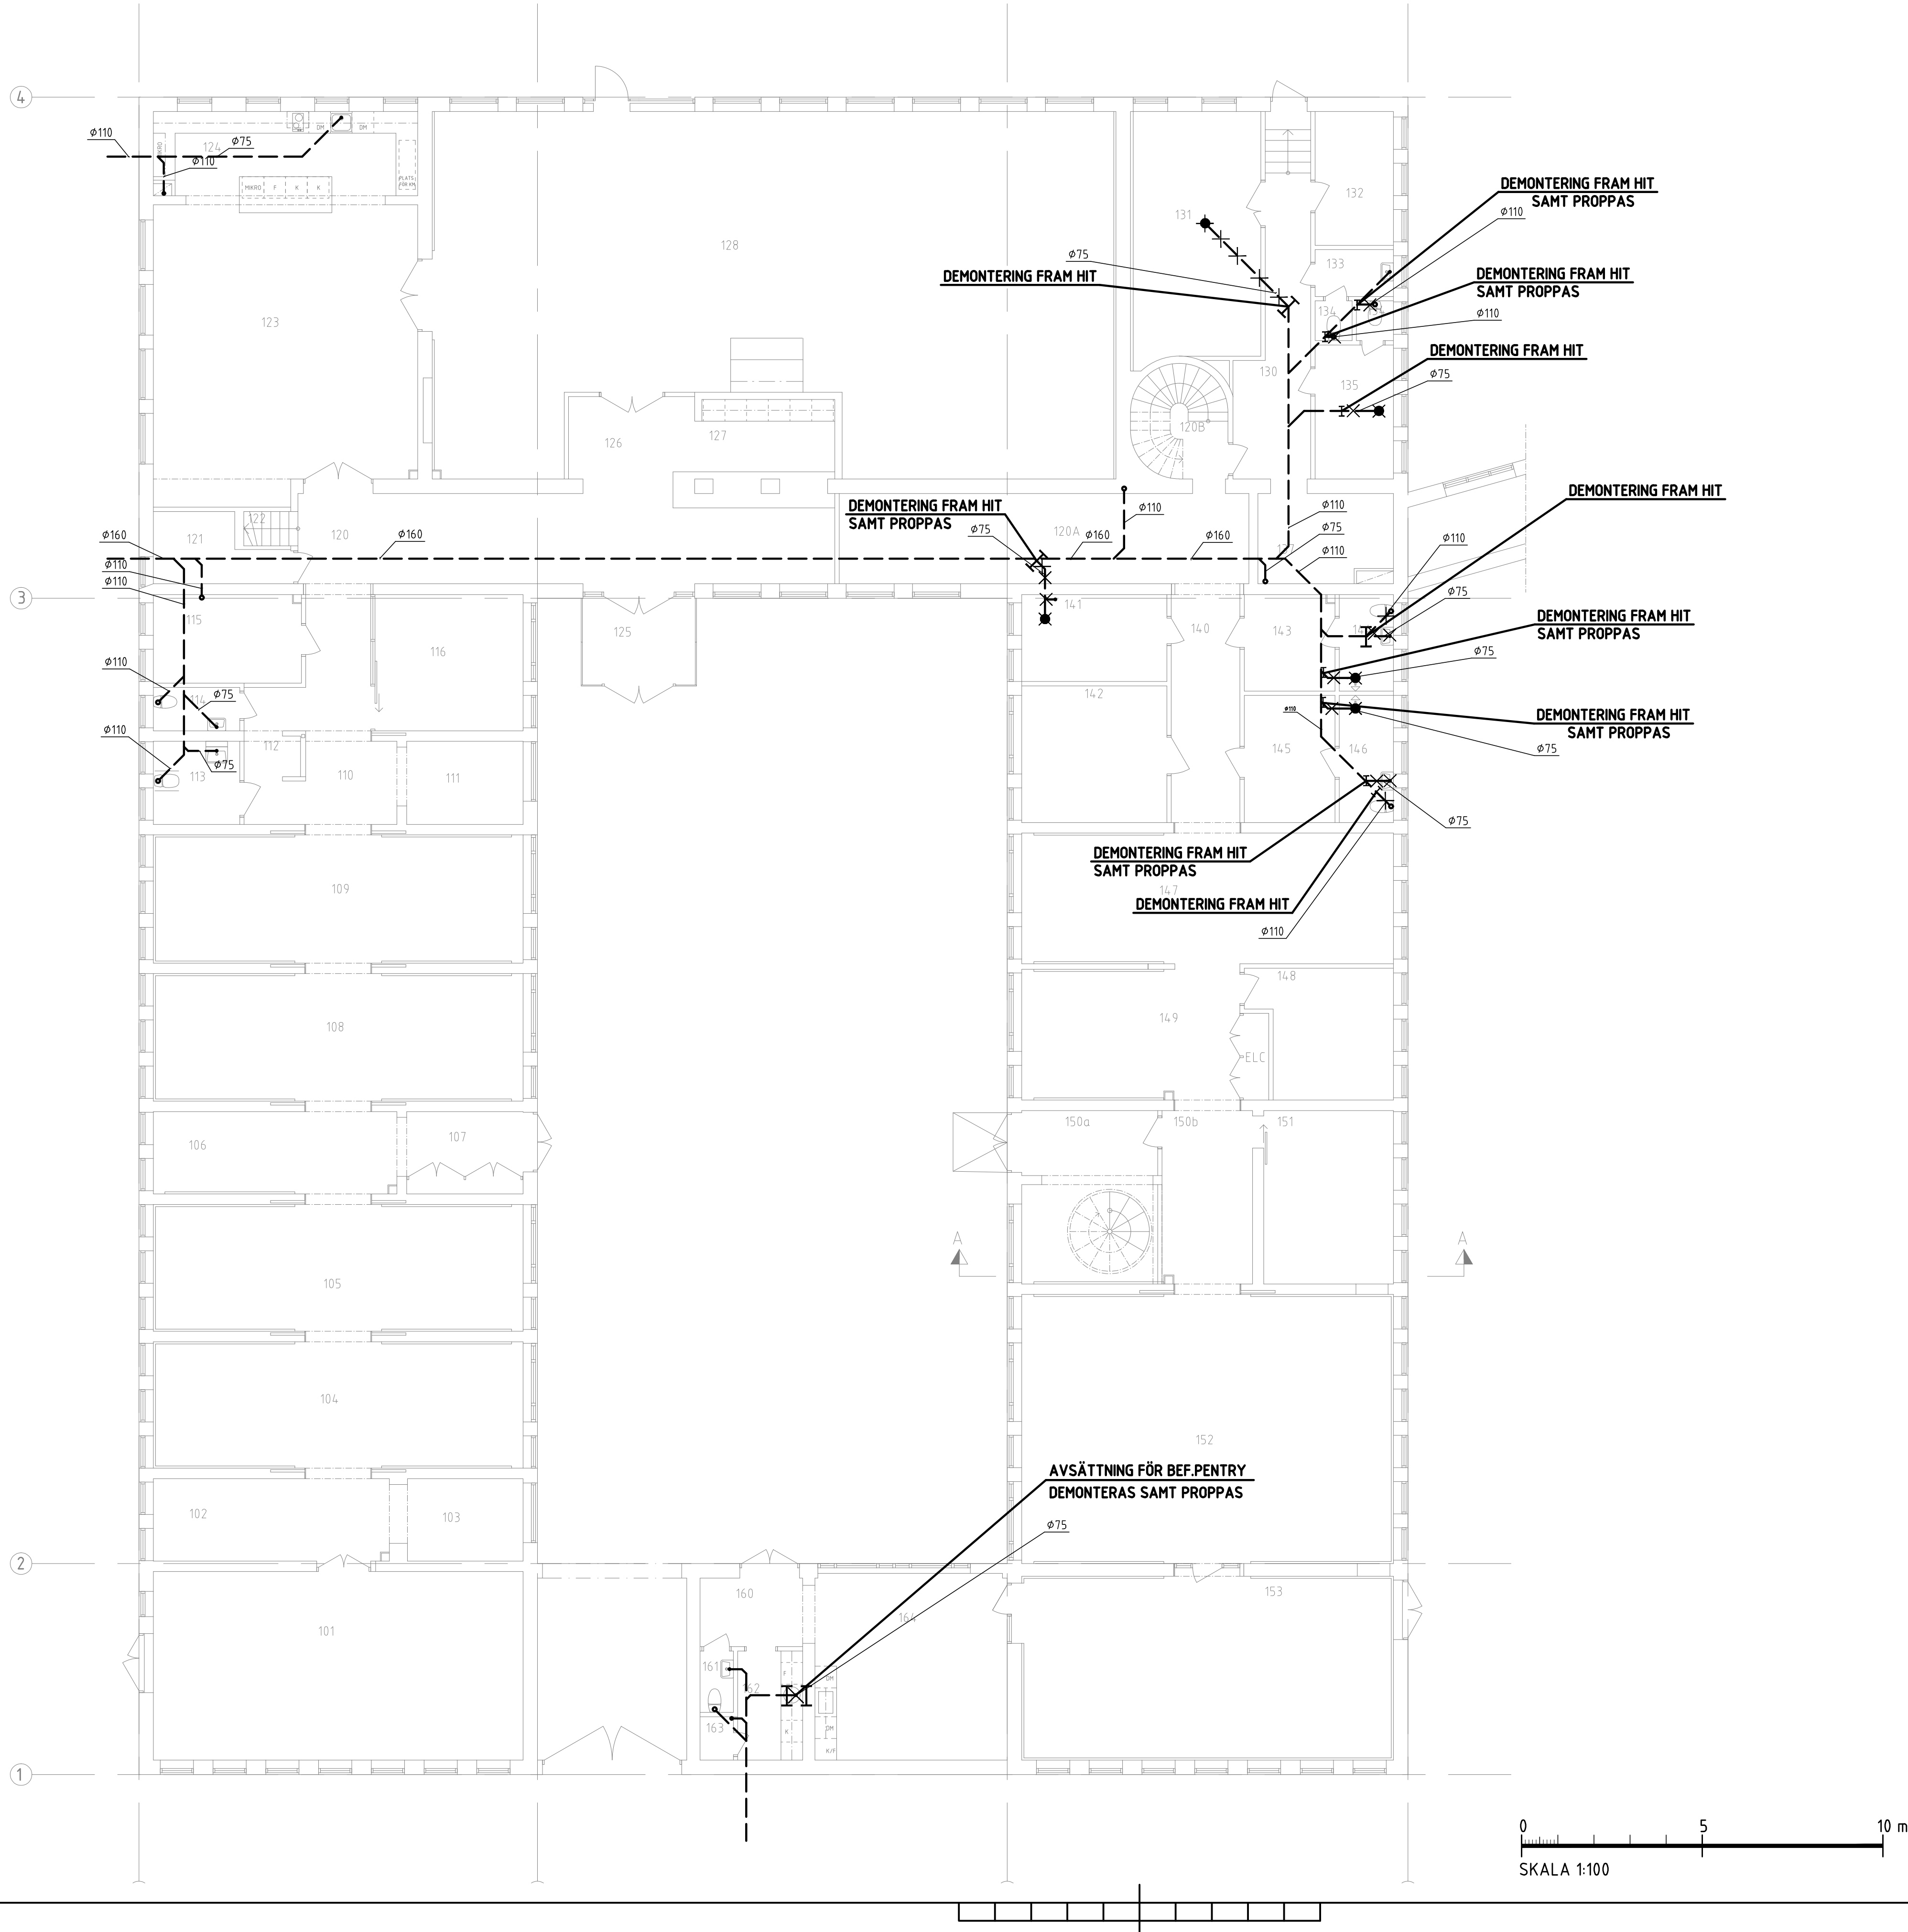 4
ø110
124
ø75
ø110
MIKRO
DM
DM
PLATS
FÖR KM
MIKRO F K K
131
132
DEMONTERING FRAM HIT
SAMT PROPPAS
ø110
128
ø75
DEMONTERING FRAM HIT
133
DEMONTERING FRAM HIT
SAMT PROPPAS
ø110
123
134
130
DEMONTERING FRAM HIT
135
ø75
126
127
120B
DEMONTERING FRAM HIT
DEMONTERING FRAM HIT
SAMT PROPPAS
ø75
122
121
120
ø160
ø160
120A
ø110
ø160
ø160
ø110
ø75
ø110
ø110
ø110
ø110
3
115
125
141
140
143
ø75
DEMONTERING FRAM HIT
SAMT PROPPAS
116
ø110
ø75
114
142
ø75
ø110
DEMONTERING FRAM HIT
SAMT PROPPAS
ø110
ø75
112
113
ø75
110
111
145
146
ø75
109
DEMONTERING FRAM HIT
SAMT PROPPAS
147
DEMONTERING FRAM HIT
ø110
148
108
149
ELC
106
107
150a
150b
151
A
A
105
104
152
AVSÄTTNING FÖR BEF.PENTRY
DEMONTERAS SAMT PROPPAS
102
103
ø75
2
160
153
101
164
161
F
DM
162
163
K
DM
K/F
1
0 5 10 m
SKALA 1:100